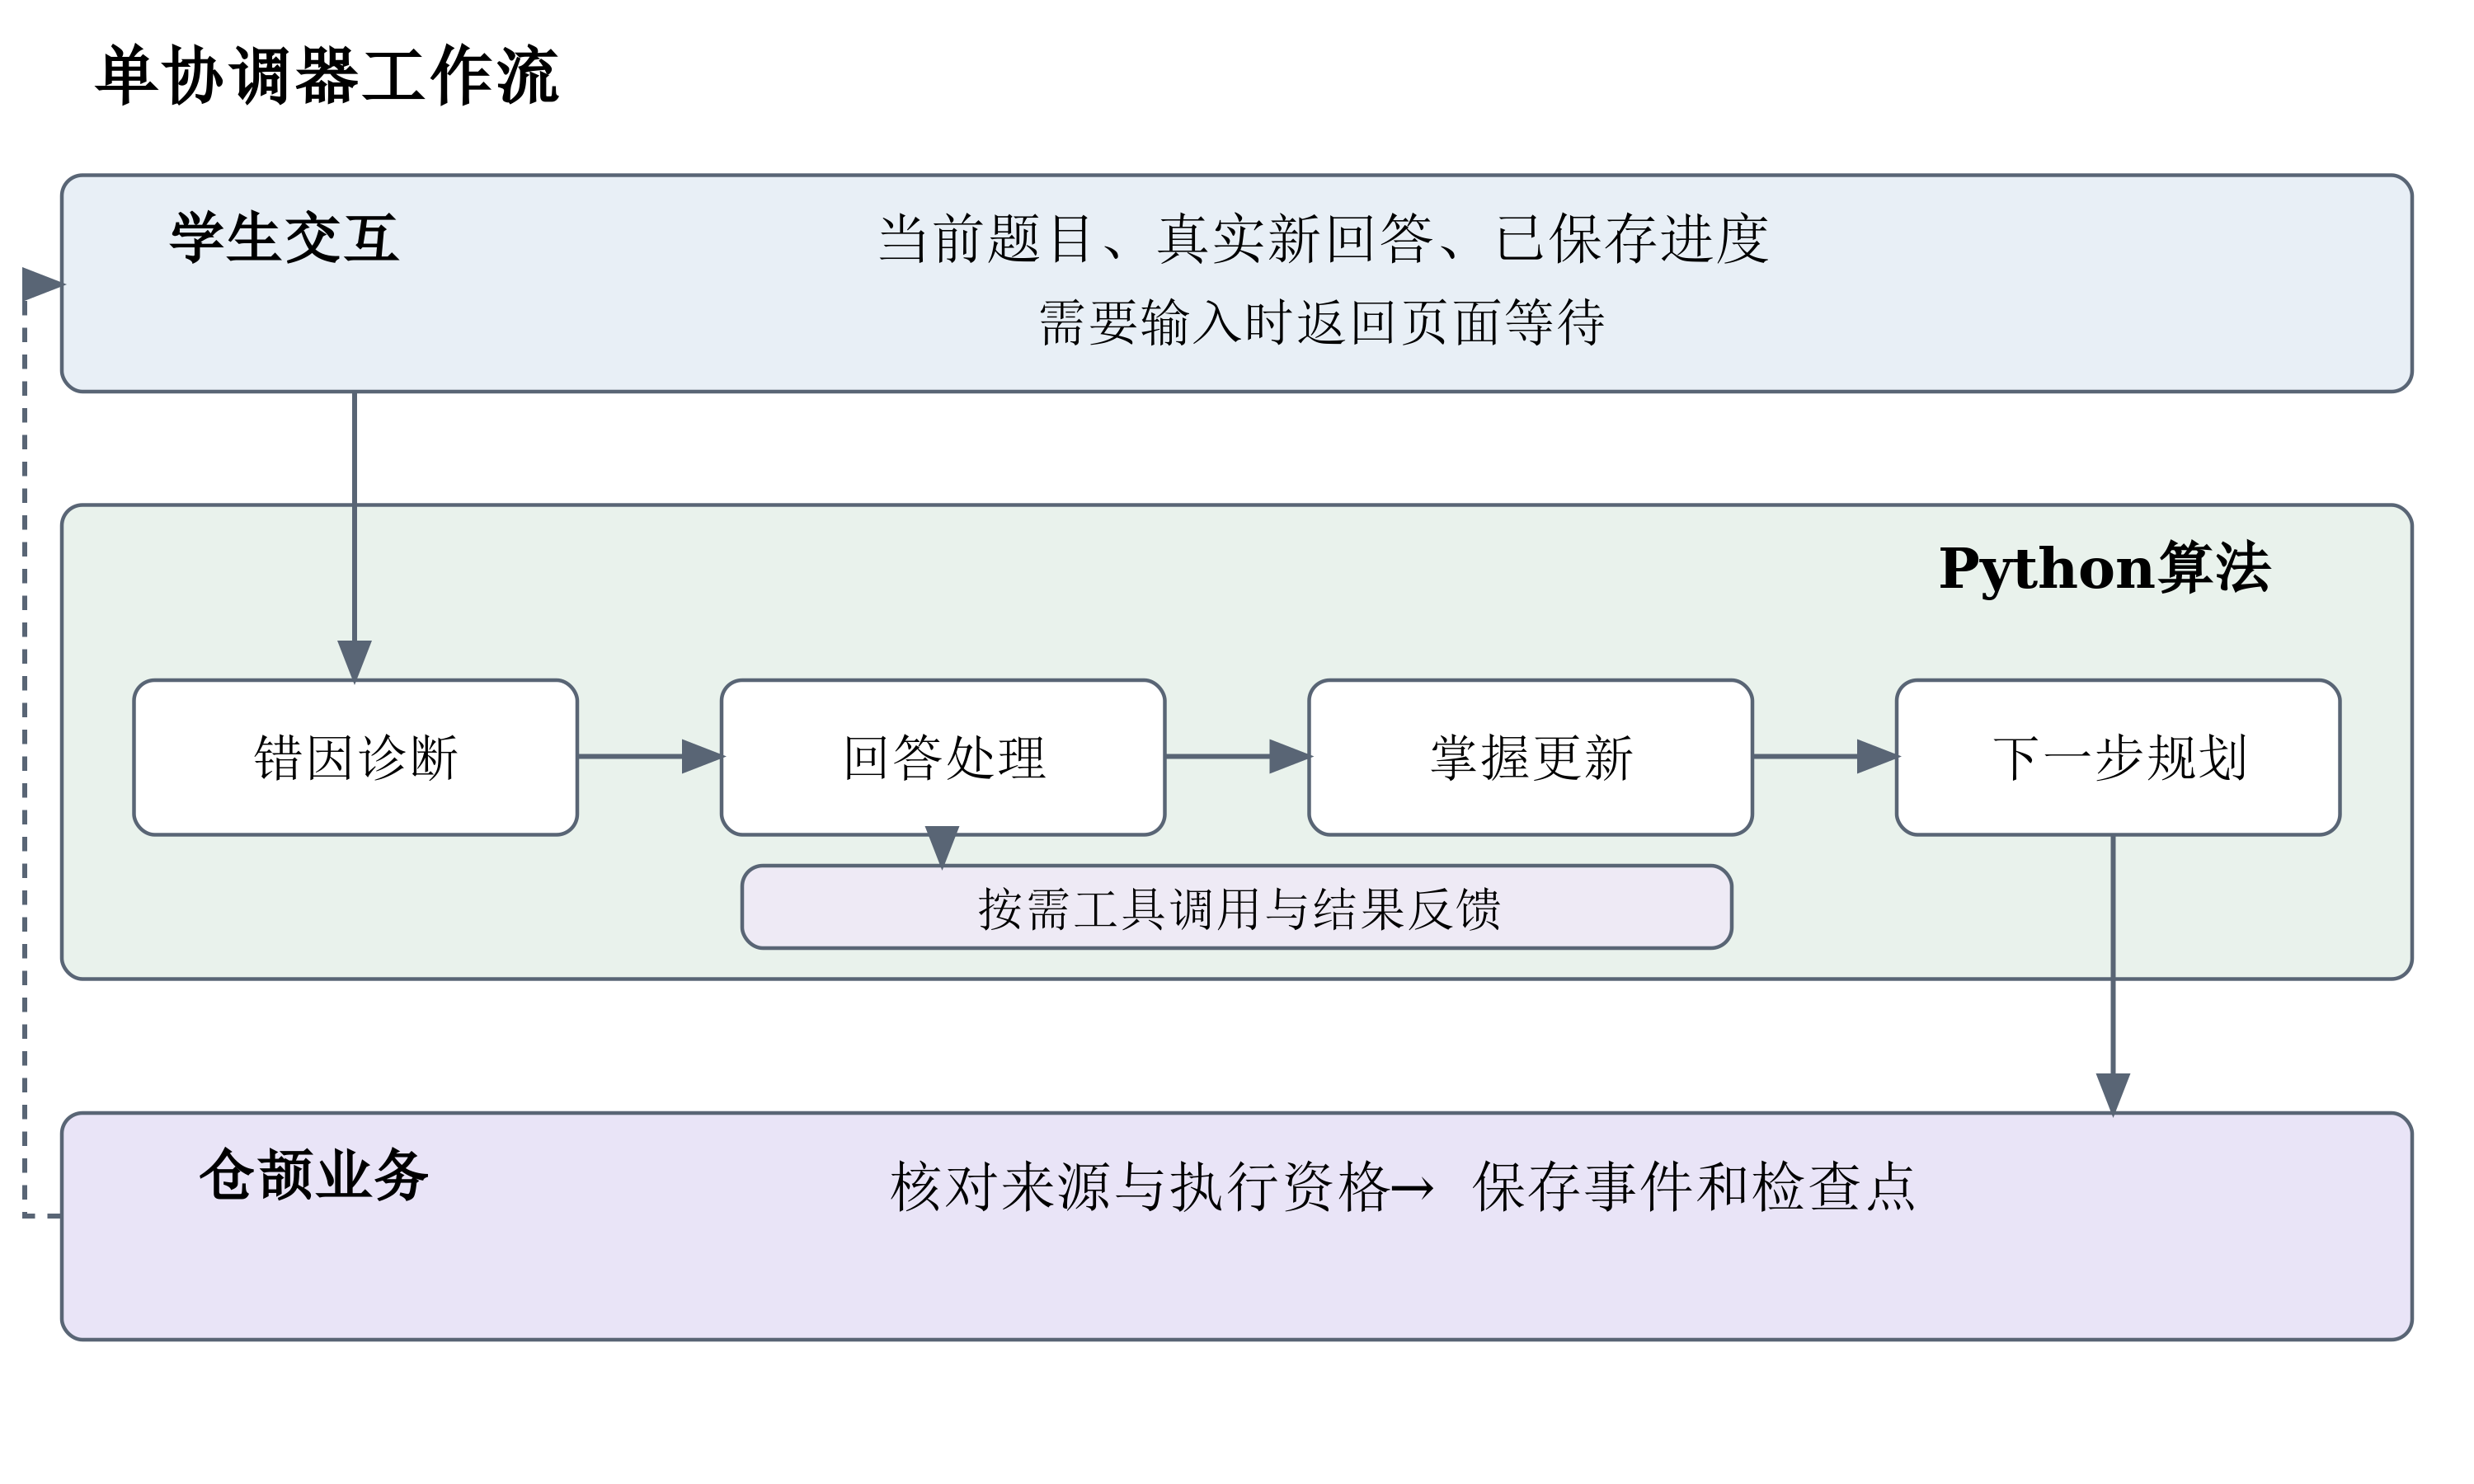 单协调器工作流
学生交互
当前题目、真实新回答、已保存进度
需要输入时返回页面等待
Python算法
错因诊断
回答处理
掌握更新
下一步规划
按需工具调用与结果反馈
仓颉业务
核对来源与执行资格→ 保存事件和检查点